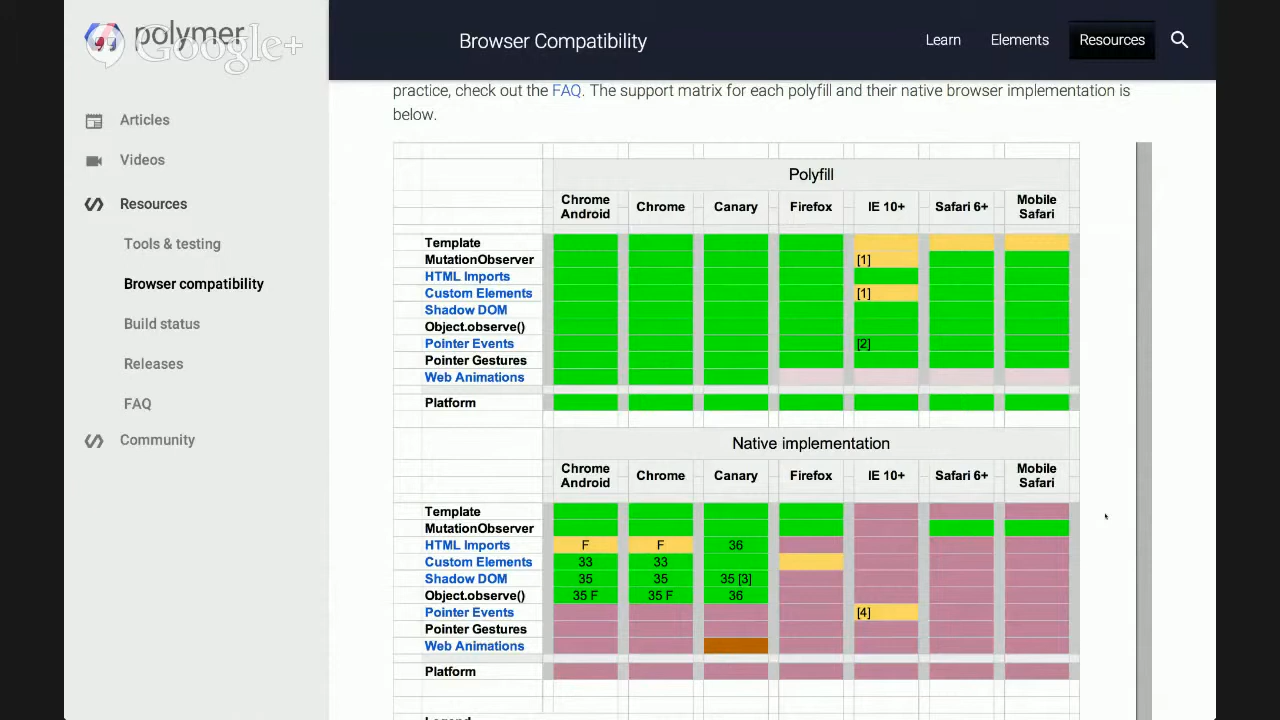 polymer
Google+
Browser Compatibility
Learn
Elements
Resources
Articles
Videos
Resources
Tools & testing
Browser compatibility
Build status
Releases
FAQ
Community
practice, check out the FAQ. The support matrix for each polyfill and their native browser implementation is
below.
Polyfill
Chrome Android Chrome Canary Firefox IE 10+ Safari 6+ Mobile Safari
Template
MutationObserver [1]
HTML Imports
Custom Elements [1]
Shadow DOM
Object.observe()
Pointer Events [2]
Pointer Gestures
Web Animations
Platform
Native implementation
Chrome Android Chrome Canary Firefox IE 10+ Safari 6+ Mobile Safari
Template
MutationObserver
HTML Imports F F 36
Custom Elements 33 33
Shadow DOM 35 35 35 [3]
Object.observe() 35 F 35 F 36
Pointer Events [4]
Pointer Gestures
Web Animations
Platform